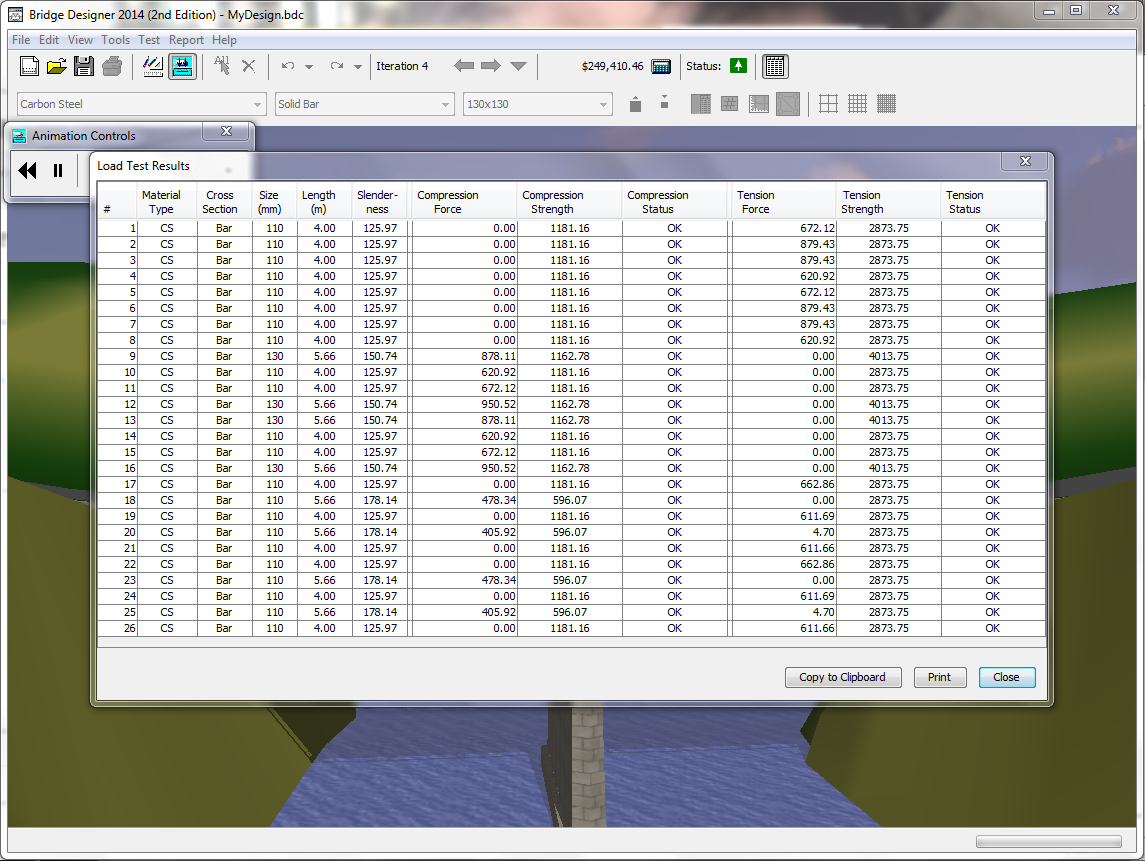 Bridge Designer 2014 (2nd Edition) - MyDesign.bdc
File Edit View Tools Test Report Help
All Iteration 4 $249,410.46 Status:
Carbon Steel Solid Bar 130x130
Animation Controls
Load Test Results
# Material Type Cross Section Size (mm) Length (m) Slender-ness Compression Force Compression Strength Compression Status Tension Force Tension Strength Tension Status
1 CS Bar 110 4.00 125.97 0.00 1181.16 OK 672.12 2873.75 OK
2 CS Bar 110 4.00 125.97 0.00 1181.16 OK 879.43 2873.75 OK
3 CS Bar 110 4.00 125.97 0.00 1181.16 OK 879.43 2873.75 OK
4 CS Bar 110 4.00 125.97 0.00 1181.16 OK 620.92 2873.75 OK
5 CS Bar 110 4.00 125.97 0.00 1181.16 OK 672.12 2873.75 OK
6 CS Bar 110 4.00 125.97 0.00 1181.16 OK 879.43 2873.75 OK
7 CS Bar 110 4.00 125.97 0.00 1181.16 OK 879.43 2873.75 OK
8 CS Bar 110 4.00 125.97 0.00 1181.16 OK 620.92 2873.75 OK
9 CS Bar 130 5.66 150.74 878.11 1162.78 OK 0.00 4013.75 OK
10 CS Bar 110 4.00 125.97 620.92 1181.16 OK 0.00 2873.75 OK
11 CS Bar 110 4.00 125.97 672.12 1181.16 OK 0.00 2873.75 OK
12 CS Bar 130 5.66 150.74 950.52 1162.78 OK 0.00 4013.75 OK
13 CS Bar 130 5.66 150.74 878.11 1162.78 OK 0.00 4013.75 OK
14 CS Bar 110 4.00 125.97 620.92 1181.16 OK 0.00 2873.75 OK
15 CS Bar 110 4.00 125.97 672.12 1181.16 OK 0.00 2873.75 OK
16 CS Bar 130 5.66 150.74 950.52 1162.78 OK 0.00 4013.75 OK
17 CS Bar 110 4.00 125.97 0.00 1181.16 OK 662.86 2873.75 OK
18 CS Bar 110 5.66 178.14 478.34 596.07 OK 0.00 2873.75 OK
19 CS Bar 110 4.00 125.97 0.00 1181.16 OK 611.69 2873.75 OK
20 CS Bar 110 5.66 178.14 405.92 596.07 OK 4.70 2873.75 OK
21 CS Bar 110 4.00 125.97 0.00 1181.16 OK 611.66 2873.75 OK
22 CS Bar 110 4.00 125.97 0.00 1181.16 OK 662.86 2873.75 OK
23 CS Bar 110 5.66 178.14 478.34 596.07 OK 0.00 2873.75 OK
24 CS Bar 110 4.00 125.97 0.00 1181.16 OK 611.69 2873.75 OK
25 CS Bar 110 5.66 178.14 405.92 596.07 OK 4.70 2873.75 OK
26 CS Bar 110 4.00 125.97 0.00 1181.16 OK 611.66 2873.75 OK
Copy to Clipboard Print Close